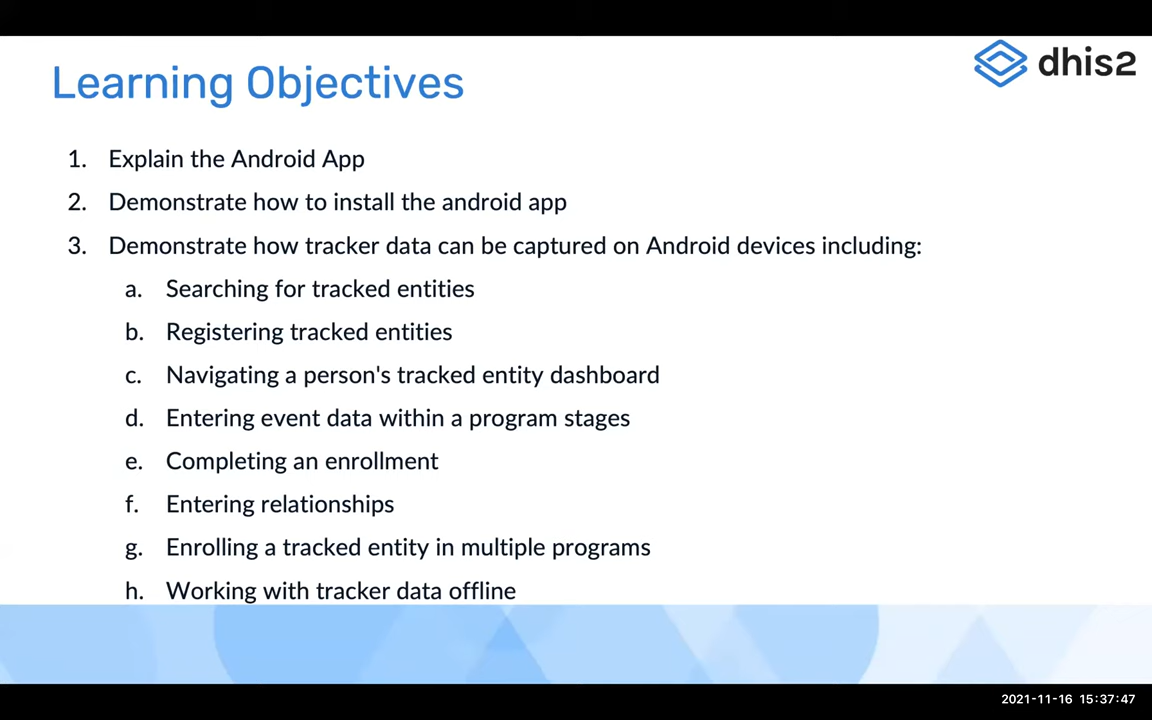 Learning Objectives
dhis2
1. Explain the Android App
2. Demonstrate how to install the android app
3. Demonstrate how tracker data can be captured on Android devices including:
a. Searching for tracked entities
b. Registering tracked entities
c. Navigating a person's tracked entity dashboard
d. Entering event data within a program stages
e. Completing an enrollment
f. Entering relationships
g. Enrolling a tracked entity in multiple programs
h. Working with tracker data offline
2021-11-16 15:37:47